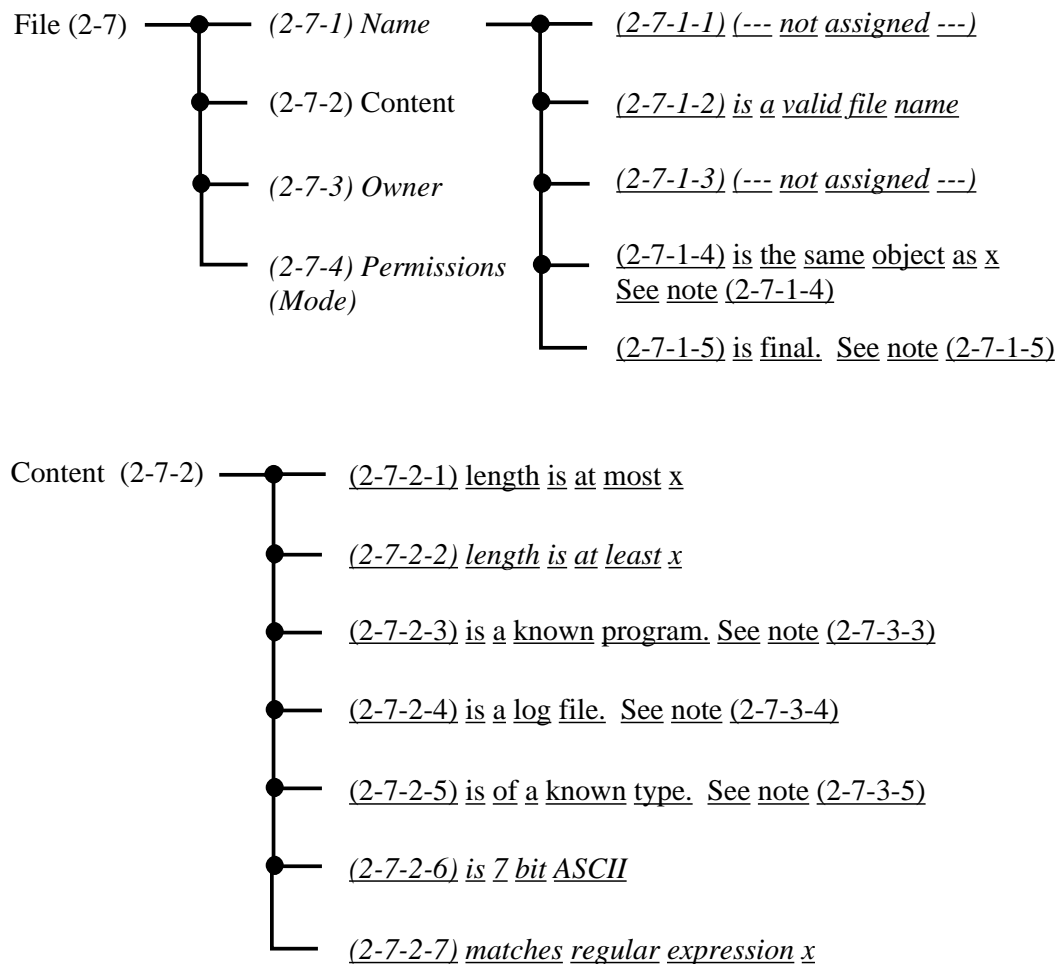 File (2-7)
(2-7-1) Name
(2-7-1-1) (--- not assigned ---)
(2-7-2) Content
(2-7-1-2) is a valid file name
(2-7-3) Owner
(2-7-1-3) (--- not assigned ---)
(2-7-4) Permissions
(Mode)
(2-7-1-4) is the same object as x
See note (2-7-1-4)
(2-7-1-5) is final. See note (2-7-1-5)
Content (2-7-2)
(2-7-2-1) length is at most x
(2-7-2-2) length is at least x
(2-7-2-3) is a known program. See note (2-7-3-3)
(2-7-2-4) is a log file. See note (2-7-3-4)
(2-7-2-5) is of a known type. See note (2-7-3-5)
(2-7-2-6) is 7 bit ASCII
(2-7-2-7) matches regular expression x